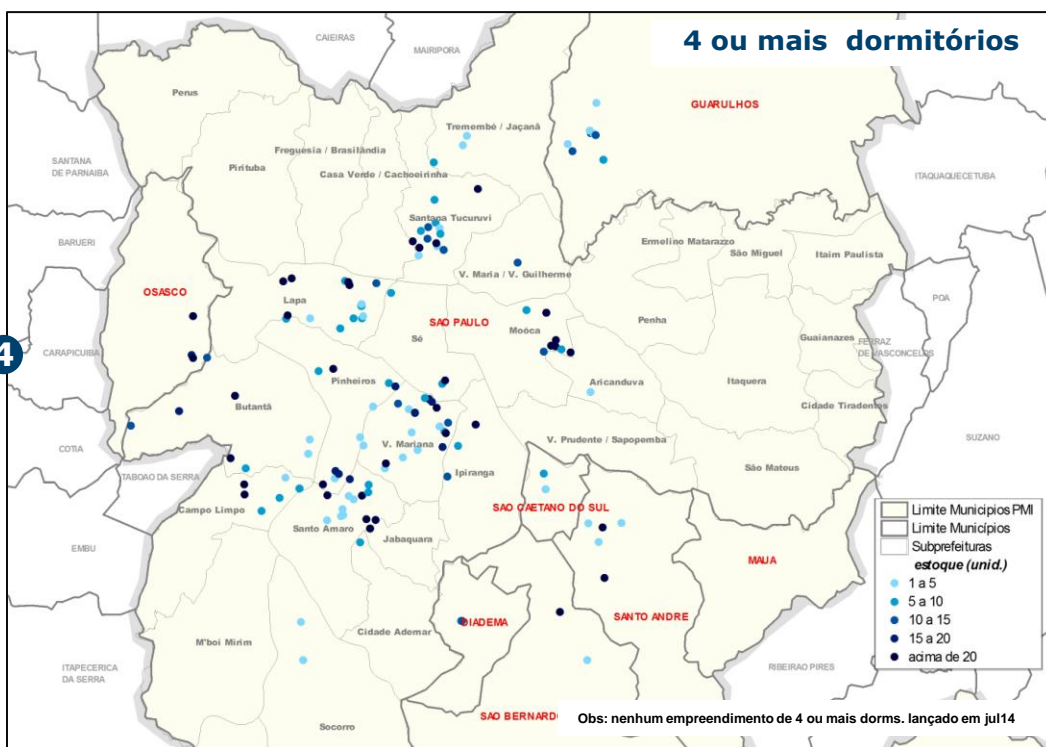 4 ou mais dormitórios
CAIEIRAS
MAIRIPORA
Perus
GUARULHOS
Tremembé / Jaçanã
Freguesia / Brasilândia
SANTANA
DE PARNAIBA
Pirituba
Casa Verde / Cachoeirinha
ITAQUAQUECETUBA
Santana Tucuruvi
BARUERI
Ermelino Matarazzo
São Miguel
Itaim Paulista
V. Maria / V. Guilherme
OSASCO
Lapa
POA
SAO PAULO
Moóca
Penha
Sé
Guaianazes
FERRAZ
DE VASCONCELOS
4
CARAPICUIBA
Pinheiros
Aricanduva
Itaquera
Butantã
Cidade Tiradentes
SUZANO
COTIA
V. Mariana
V. Prudente / Sapopemba
TABOAO DA SERRA
Ipiranga
São Mateus
Campo Limpo
SAO CAETANO DO SUL
Santo Amaro
Jabaquara
EMBU
MAUA
DIADEMA
SANTO ANDRE
Cidade Ademar
M'boi Mirim
ITAPECERICA
DA SERRA
RIBEIRAO PIRES
Socorro
SAO BERNARDO
Limite Municipios PMI
Limite Municípios
Subprefeituras
estoque (unid.)
1 a 5
5 a 10
10 a 15
15 a 20
acima de 20
Obs: nenhum empreendimento de 4 ou mais dorms. lançado em jul14